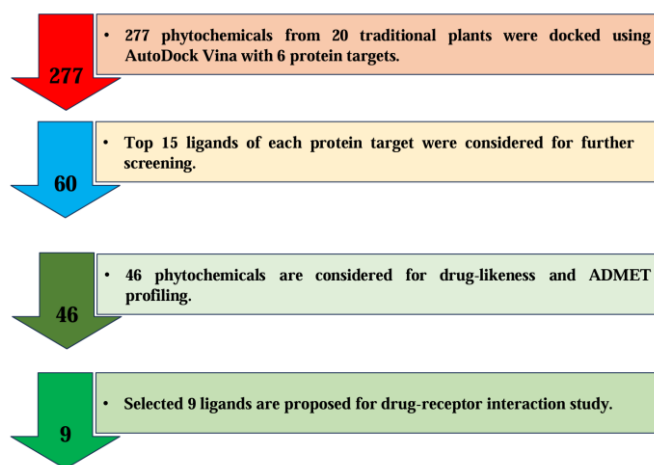 • 277 phytochemicals from 20 traditional plants were docked using
AutoDock Vina with 6 protein targets.
277
• Top 15 ligands of each protein target were considered for further
screening.
60
• 46 phytochemicals are considered for drug-likeness and ADMET
profiling.
46
• Selected 9 ligands are proposed for drug-receptor interaction study.
9